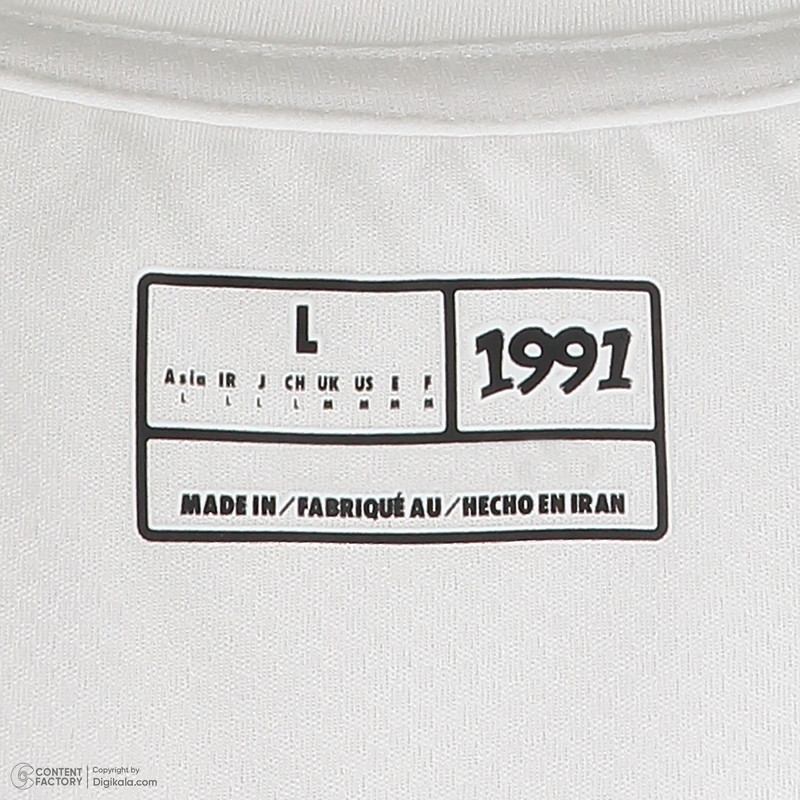 L
1991
Asia IR J CH UK US E F
L L L L M M M M
MADE IN/FABRIQUÉ AU/HECHO EN IRAN
CONTENT FACTORY
Copyright by
Digikala.com